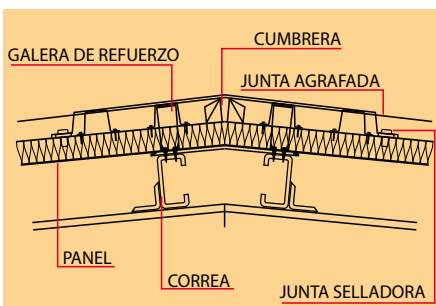 CUMBRERA
GALERA DE REFUERZO
JUNTA AGRAFADA
PANEL
CORREA
JUNTA SELLADORA